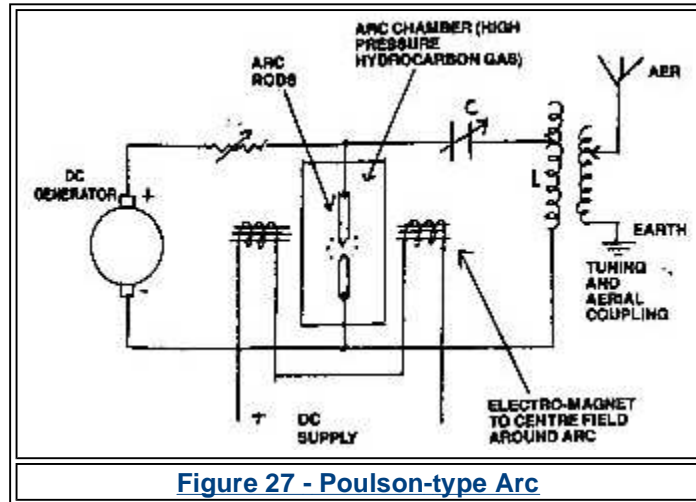 ARC CHAMBER (HIGH
PRESSURE
HYDROCARBON GAS)
ARC
RODS
AER
C
DC
GENERATOR
+
-
L
EARTH
TUNING
AND
AERIAL
COUPLING
+
DC
SUPPLY
ELECTRO-MAGNET
TO CENTRE FIELD
AROUND ARC
Figure 27 - Poulson-type Arc